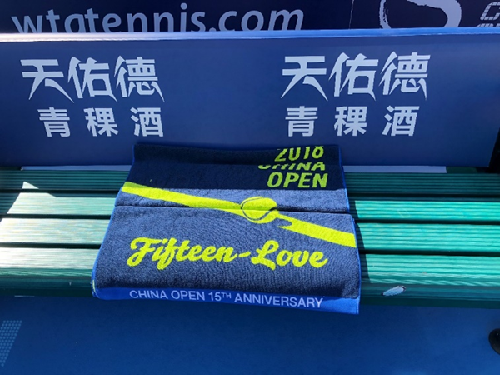 wtatennis.com
天佑德
青稞酒
天佑德
青稞酒
2018
CHINA
OPEN
Fifteen-Love
CHINA OPEN 15TH ANNIVERSARY